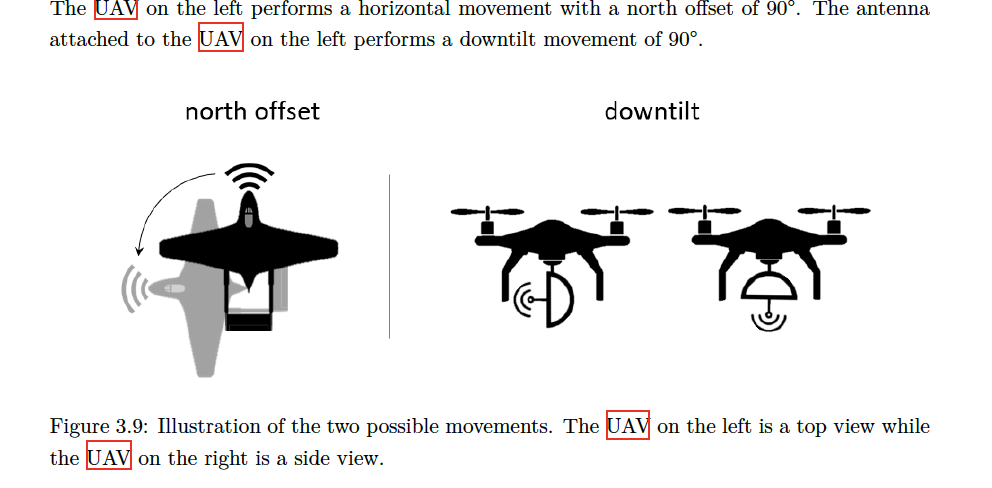 The UAV on the left performs a horizontal movement with a north offset of 90°. The antenna
attached to the UAV on the left performs a downtilt movement of 90°.
north offset
downtilt
Figure 3.9: Illustration of the two possible movements. The UAV on the left is a top view while
the UAV on the right is a side view.